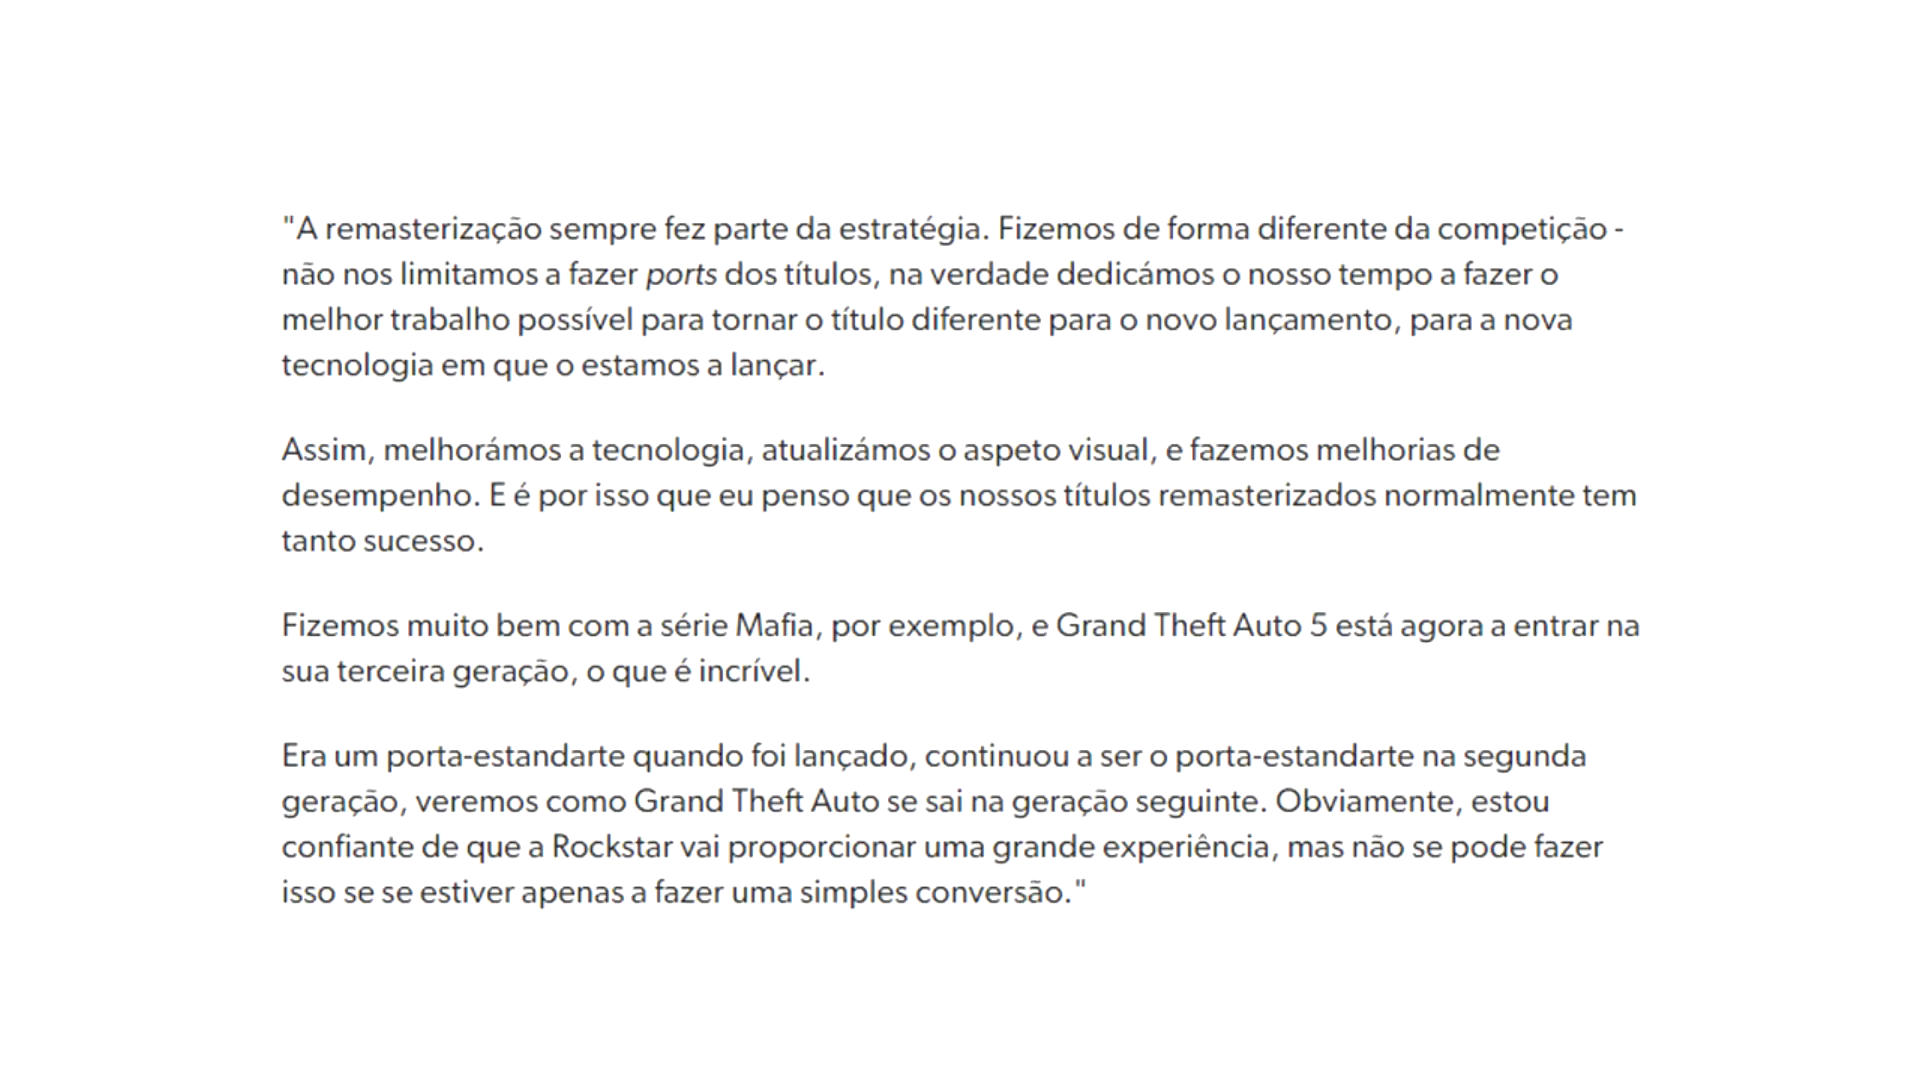 "A remasterização sempre fez parte da estratégia. Fizemos de forma diferente da competição -
não nos limitamos a fazer ports dos títulos, na verdade dedicámos o nosso tempo a fazer o
melhor trabalho possível para tornar o título diferente para o novo lançamento, para a nova
tecnologia em que o estamos a lançar.
Assim, melhorámos a tecnologia, atualizámos o aspeto visual, e fazemos melhorias de
desempenho. E é por isso que eu penso que os nossos títulos remasterizados normalmente tem
tanto sucesso.
Fizemos muito bem com a série Mafia, por exemplo, e Grand Theft Auto 5 está agora a entrar na
sua terceira geração, o que é incrível.
Era um porta-estandarte quando foi lançado, continuou a ser o porta-estandarte na segunda
geração, veremos como Grand Theft Auto se sai na geração seguinte. Obviamente, estou
confiante de que a Rockstar vai proporcionar uma grande experiência, mas não se pode fazer
isso se se estiver apenas a fazer uma simples conversão."